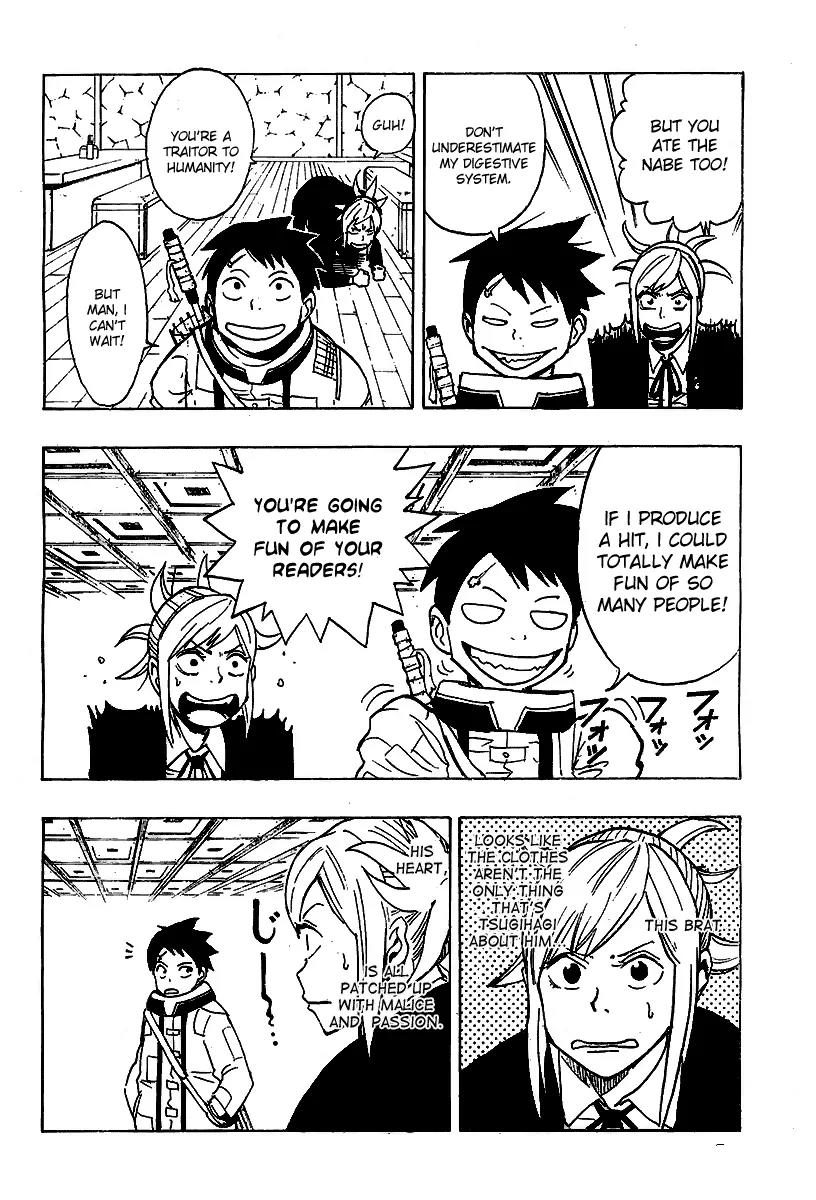 BUT YOU
ATE THE
NABE TOO!
DON'T
UNDERESTIMATE
MY DIGESTIVE
SYSTEM.
GUH!
YOU'RE A
TRAITOR TO
HUMANITY!
BUT
MAN, I
CAN'T
WAIT!
IF I PRODUCE
A HIT, I COULD
TOTALLY MAKE
FUN OF SO
MANY PEOPLE!
フォッ
フォッ
フォッ
YOU'RE GOING
TO MAKE
FUN OF YOUR
READERS!
THIS BRAT
LOOKS LIKE
THE CLOTHES
AREN'T THE
ONLY THING
THAT'S
TSUGIHAGI
ABOUT HIM...
HIS
HEART,
IS ALL
PATCHED UP
WITH MALICE
AND PASSION.
じー…